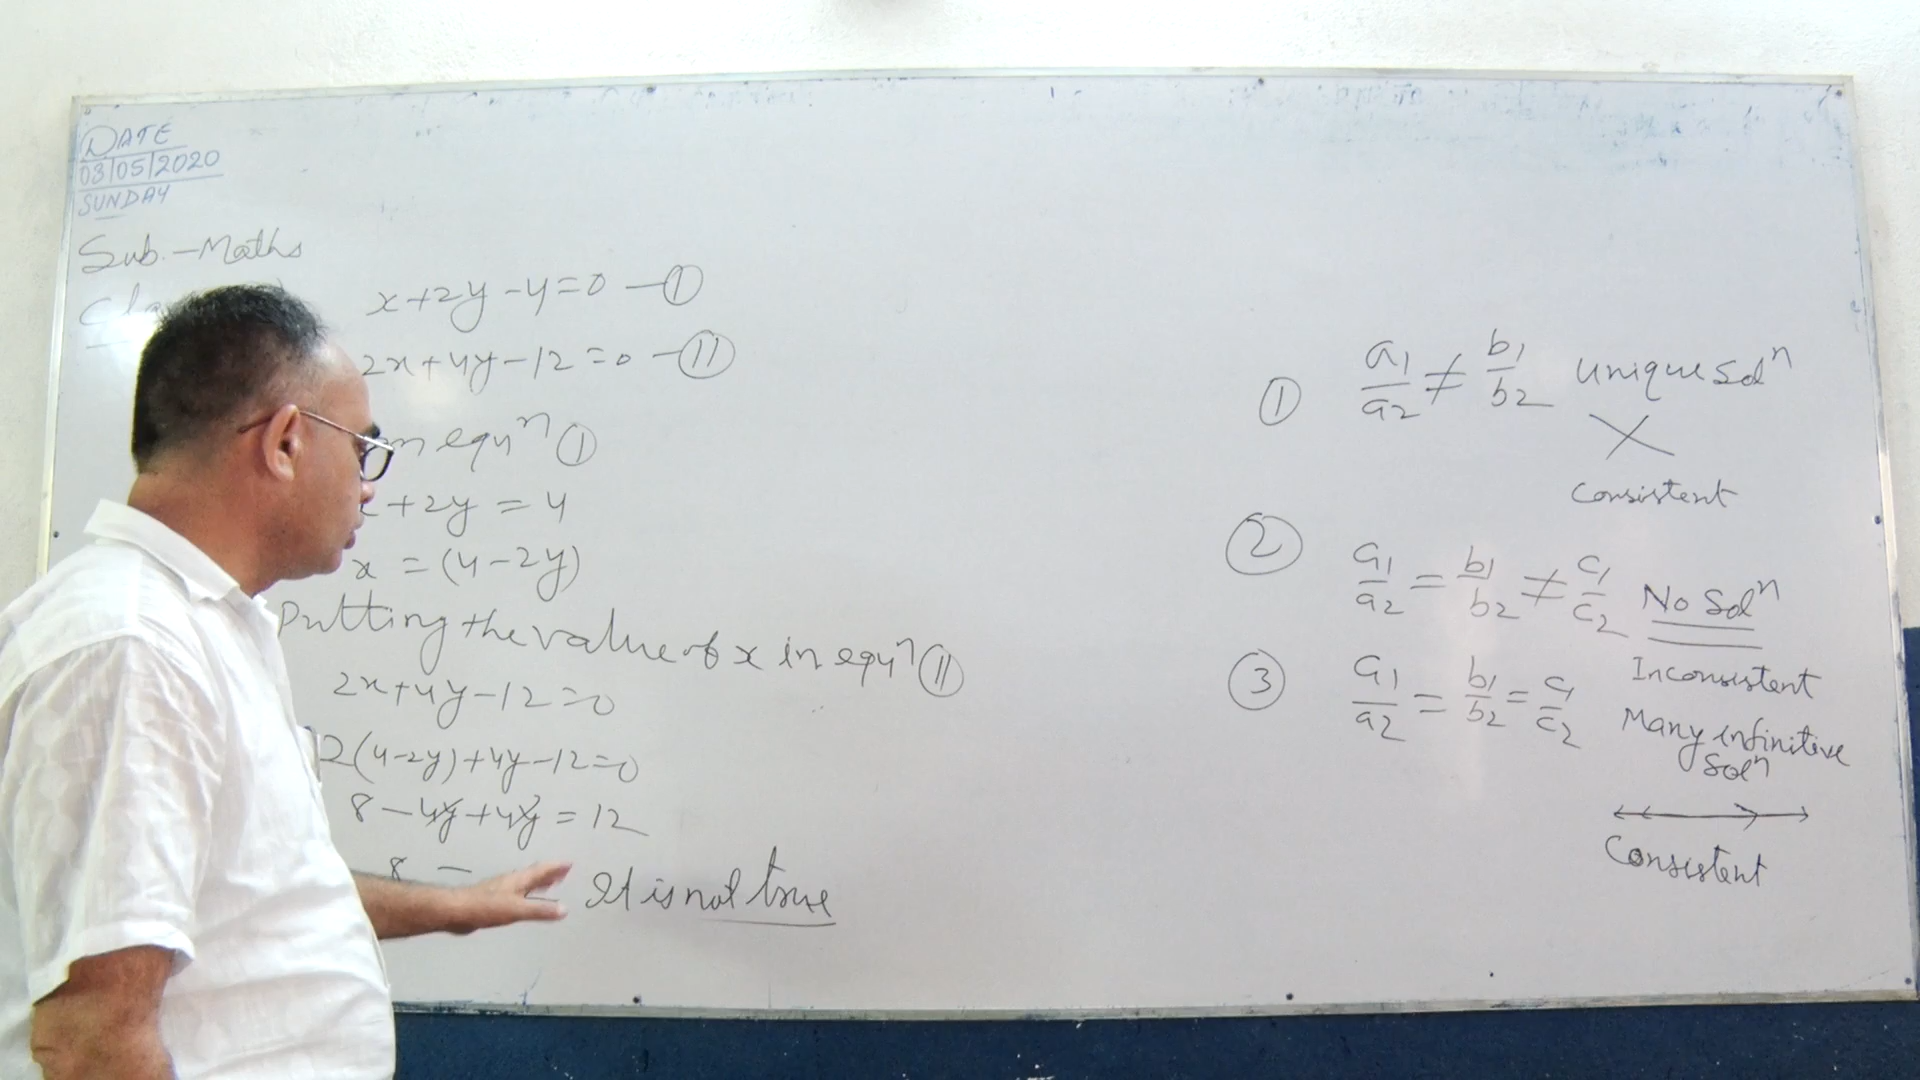 DATE
03/05/2020
SUNDAY
Sub.-Maths
x+2y-4=0 —①
2x+4y-12=0 —⑪
equⁿ ①
+2y = 4
x = (4-2y)
Putting the value of x in equⁿ ⑪
2x+4y-12=0
2(4-2y)+4y-12=0
8-4y+4y=12
8 = It is not true
① a₁/a₂ ≠ b₁/b₂ unique Solⁿ
Consistent
② a₁/a₂ = b₁/b₂ ≠ c₁/c₂ No Solⁿ
Inconsistent
③ a₁/a₂ = b₁/b₂ = c₁/c₂ Many infinitive
Solⁿ
Consistent